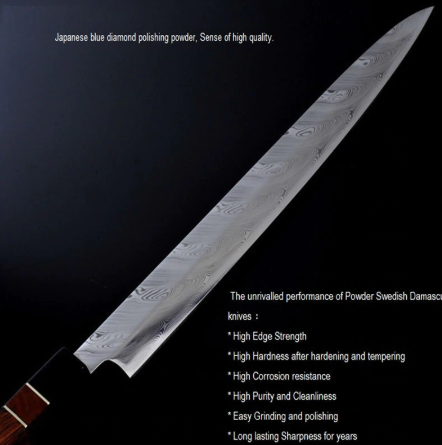 Japanese blue diamond polishing powder, Sense of high quality.
The unrivalled performance of Powder Swedish Damascu
knives：
* High Edge Strength
* High Hardness after hardening and tempering
* High Corrosion resistance
* High Purity and Cleanliness
* Easy Grinding and polishing
* Long lasting Sharpness for years